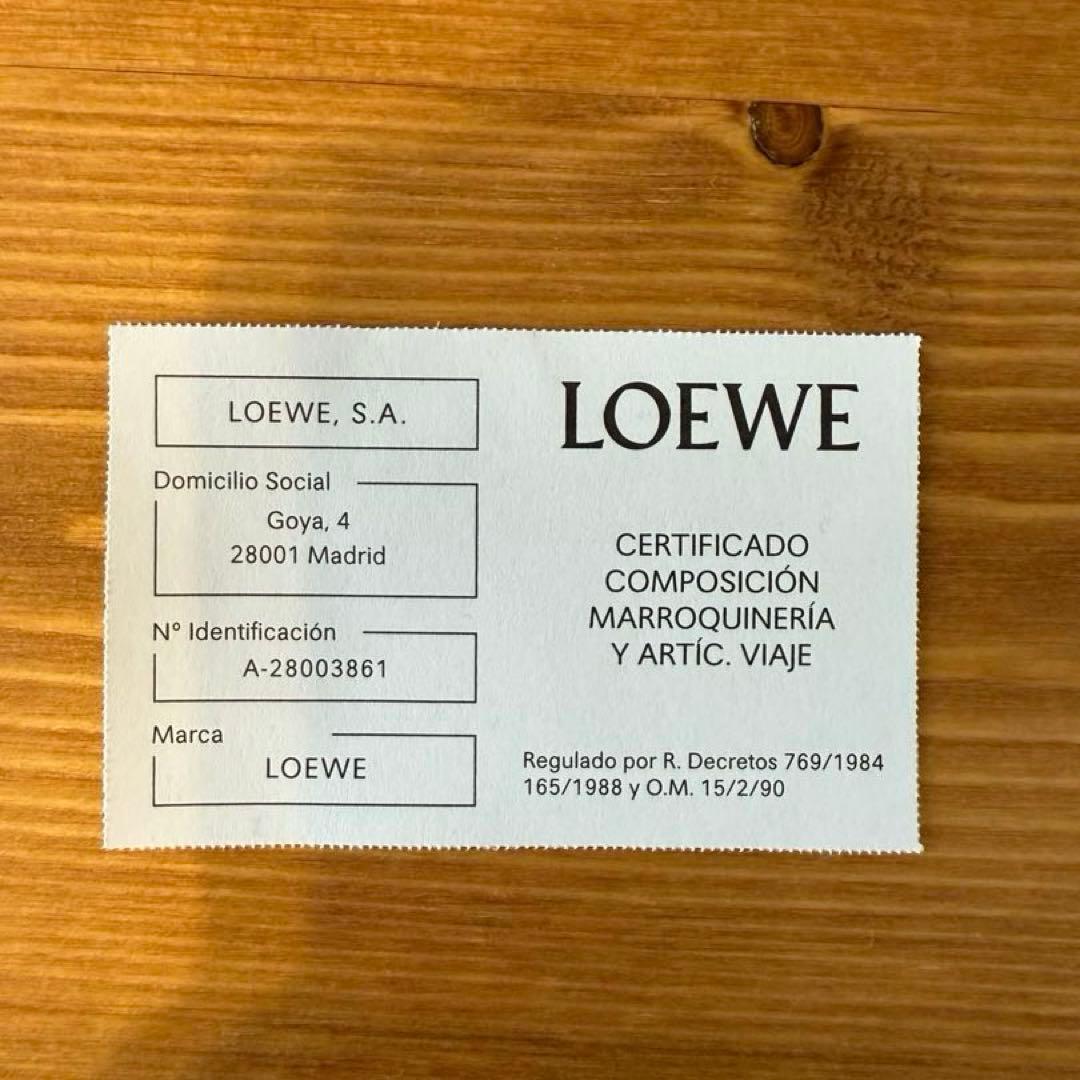 LOEWE, S.A.
Domicilio Social
Goya, 4
28001 Madrid
Nº Identificación
A-28003861
Marca
LOEWE
LOEWE
CERTIFICADO
COMPOSICIÓN
MARROQUINERÍA
Y ARTÍC. VIAJE
Regulado por R. Decretos 769/1984
165/1988 y O.M. 15/2/90